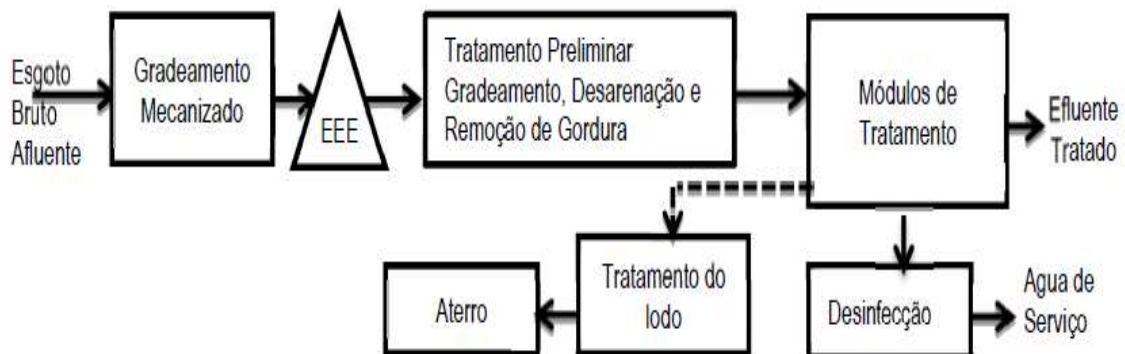 Esgoto
Bruto
Afluente
Gradeamento
Mecanizado
EEE
Tratamento Preliminar
Gradeamento, Desarenação e
Remoção de Gordura
Módulos de
Tratamento
Efluente
Tratado
Aterro
Tratamento do
lodo
Desinfecção
Agua de
Serviço